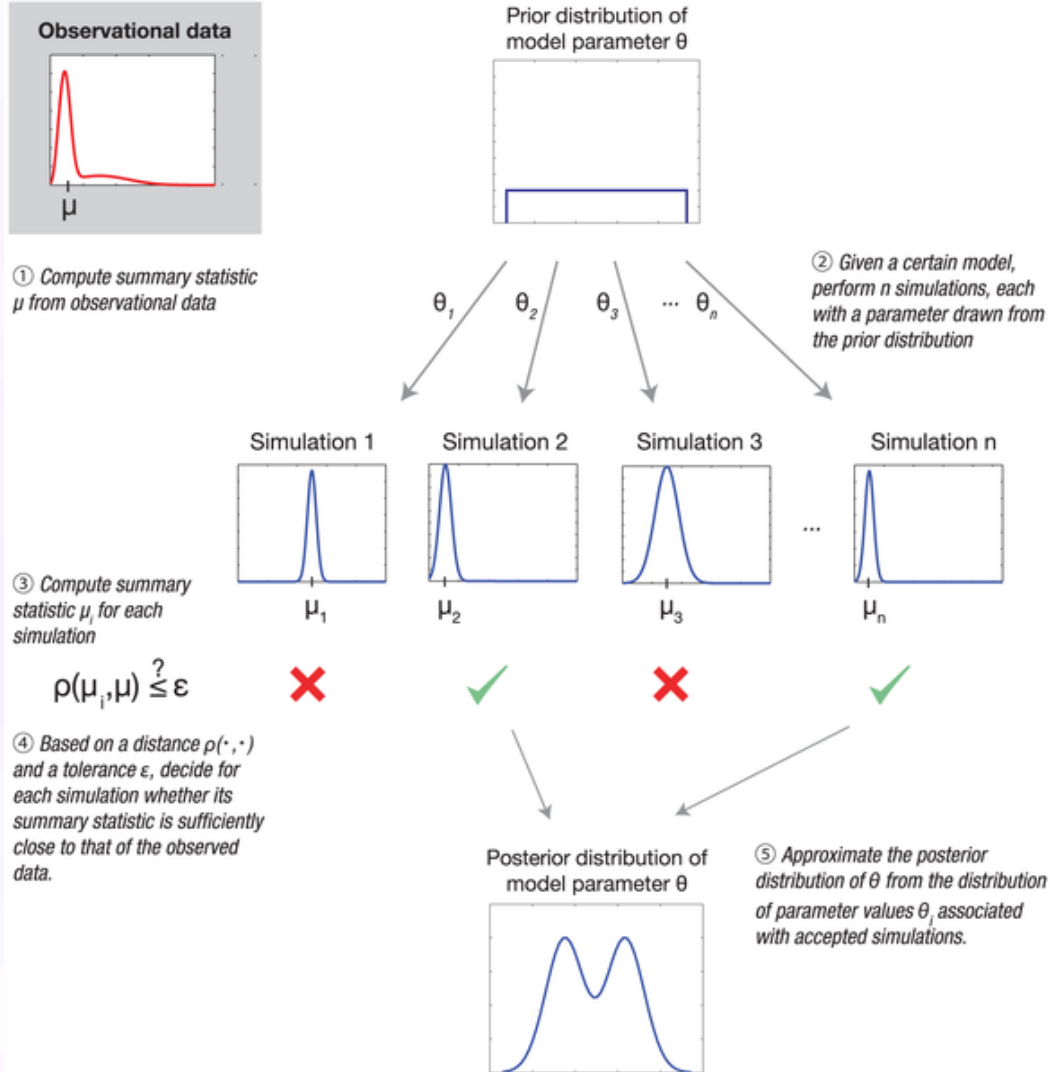 Observational data
μ
Prior distribution of
model parameter θ
① Compute summary statistic
μ from observational data
② Given a certain model,
perform n simulations, each
with a parameter drawn from
the prior distribution
θ₁ θ₂ θ₃ ... θₙ
Simulation 1 Simulation 2 Simulation 3 Simulation n
...
μ₁ μ₂ μ₃ μₙ
③ Compute summary
statistic μᵢ for each
simulation
?
ρ(μᵢ,μ) ≤ ε
④ Based on a distance ρ(·,·)
and a tolerance ε, decide for
each simulation whether its
summary statistic is sufficiently
close to that of the observed
data.
Posterior distribution of
model parameter θ
⑤ Approximate the posterior
distribution of θ from the distribution
of parameter values θᵢ associated
with accepted simulations.